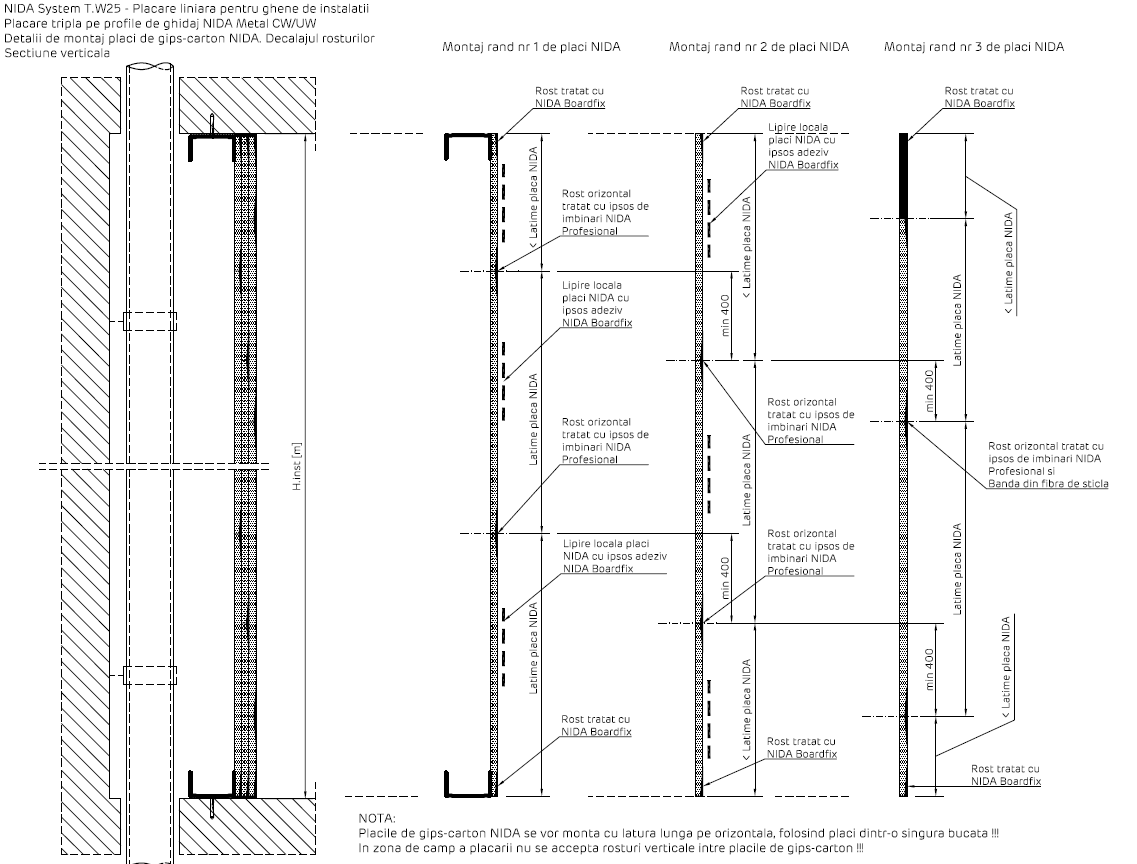 NIDA System T.W25 - Placare liniara pentru ghene de instalatii
Placare tripla pe profile de ghidaj NIDA Metal CW/UW
Detalii de montaj placi de gips-carton NIDA. Decalajul rosturilor
Sectiune verticala
H.inst [m]
Montaj rand nr 1 de placi NIDA
Rost tratat cu
NIDA Boardfix
< Latime placa NIDA
Rost orizontal
tratat cu ipsos de
imbinari NIDA
Profesional
Lipire locala
placi NIDA cu
ipsos adeziv
NIDA Boardfix
Latime placa NIDA
Rost orizontal
tratat cu ipsos de
imbinari NIDA
Profesional
Lipire locala placi
NIDA cu ipsos adeziv
NIDA Boardfix
Latime placa NIDA
Rost tratat cu
NIDA Boardfix
Montaj rand nr 2 de placi NIDA
Rost tratat cu
NIDA Boardfix
Lipire locala
placi NIDA cu
ipsos adeziv
NIDA Boardfix
< Latime placa NIDA
min 400
Rost orizontal
tratat cu ipsos de
imbinari NIDA
Profesional
Latime placa NIDA
Rost orizontal
tratat cu ipsos de
imbinari NIDA
Profesional
min 400
< Latime placa NIDA
Rost tratat cu
NIDA Boardfix
Montaj rand nr 3 de placi NIDA
Rost tratat cu
NIDA Boardfix
< Latime placa NIDA
Latime placa NIDA
min 400
Rost orizontal tratat cu
ipsos de imbinari NIDA
Profesional si
Banda din fibra de sticla
Latime placa NIDA
min 400
< Latime placa NIDA
Rost tratat cu
NIDA Boardfix
NOTA:
Placile de gips-carton NIDA se vor monta cu latura lunga pe orizontala, folosind placi dintr-o singura bucata !!!
In zona de camp a placarii nu se accepta rosturi verticale intre placile de gips-carton !!!